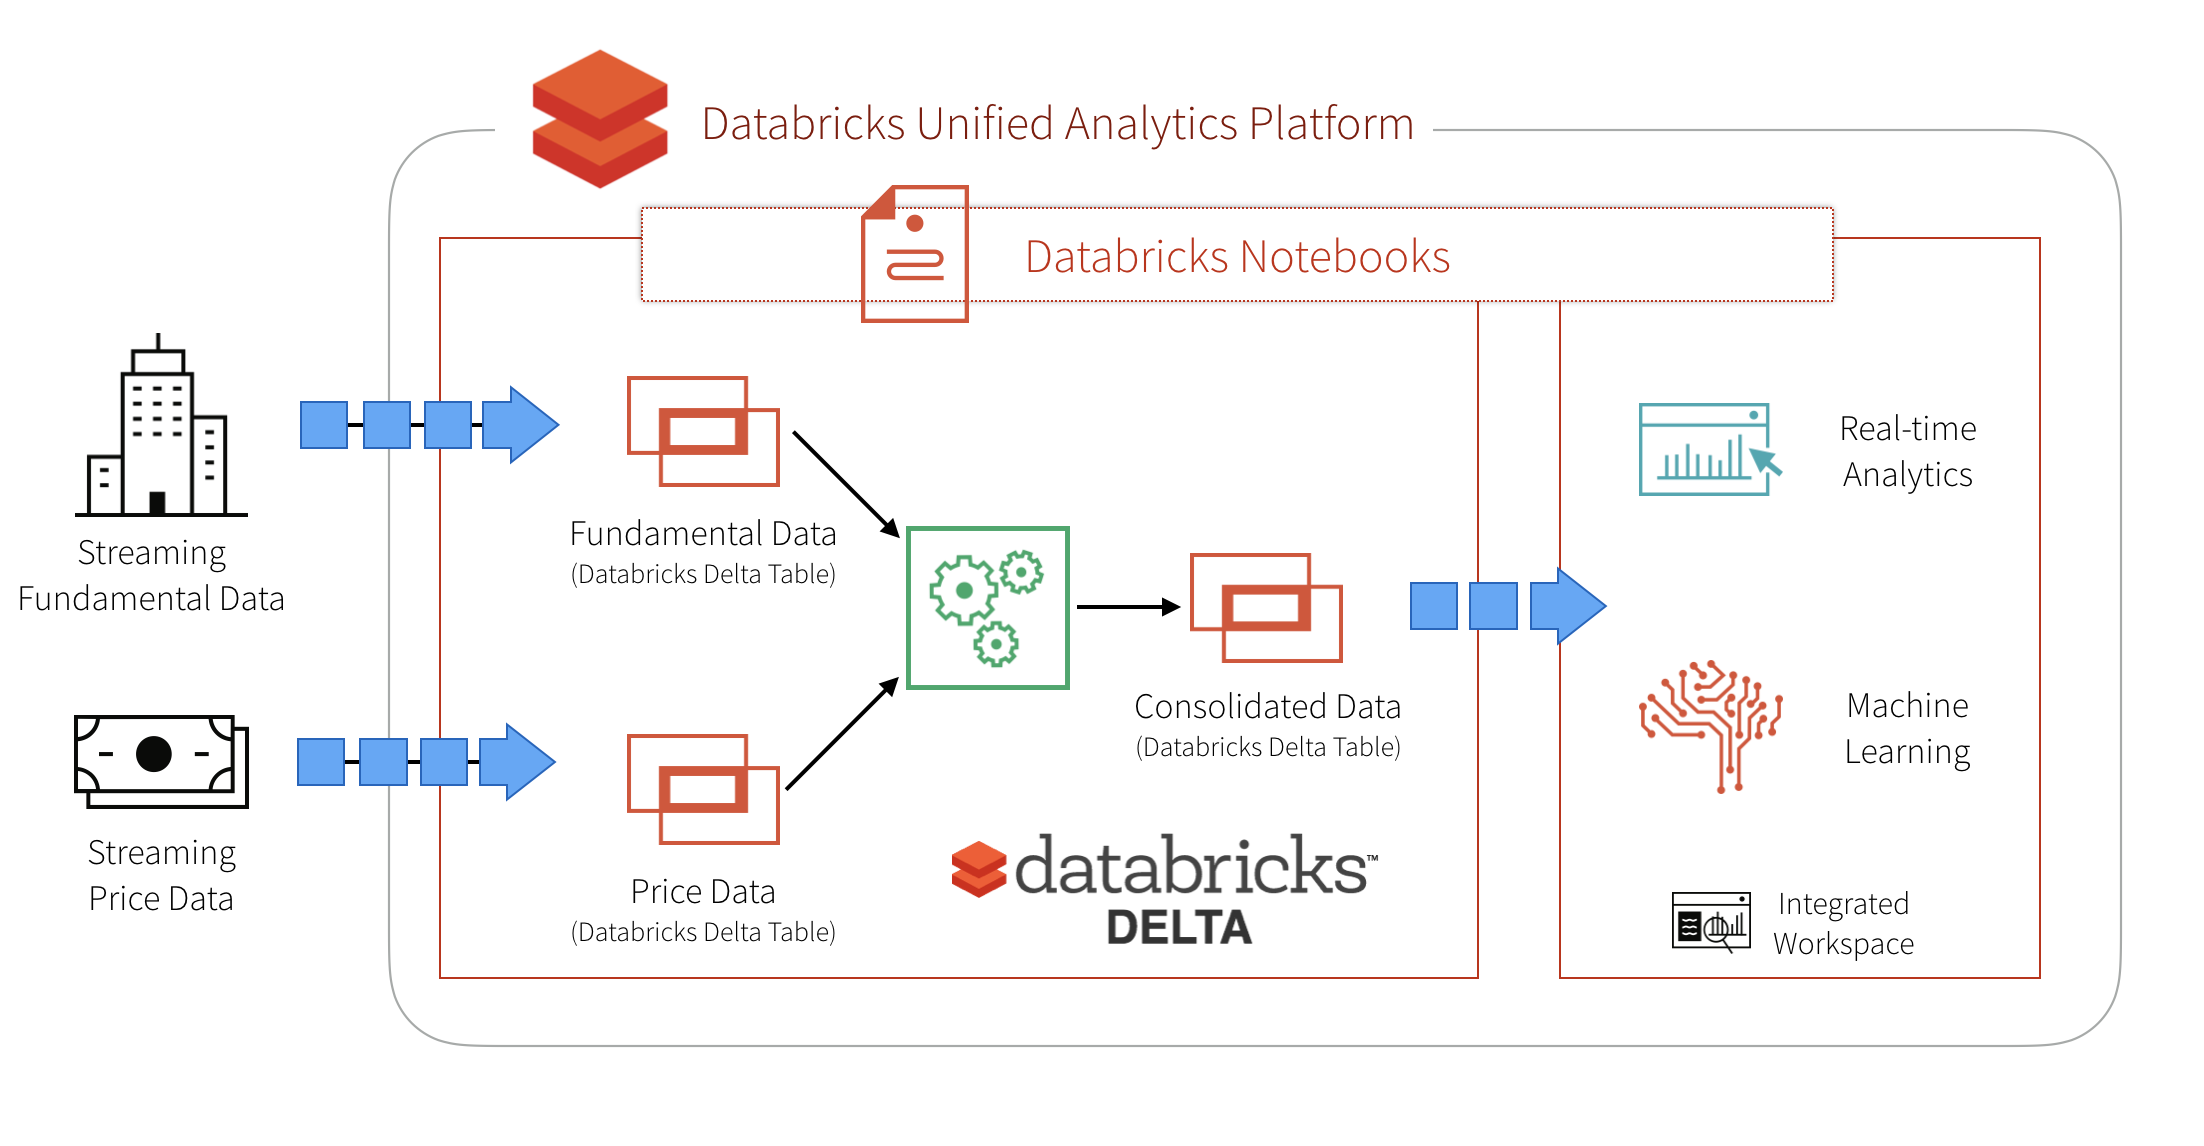 Databricks Unified Analytics Platform
Databricks Notebooks
Streaming
Fundamental Data
Streaming
Price Data
Fundamental Data
(Databricks Delta Table)
Price Data
(Databricks Delta Table)
Consolidated Data
(Databricks Delta Table)
databricks™
DELTA
Real-time
Analytics
Machine
Learning
Integrated
Workspace